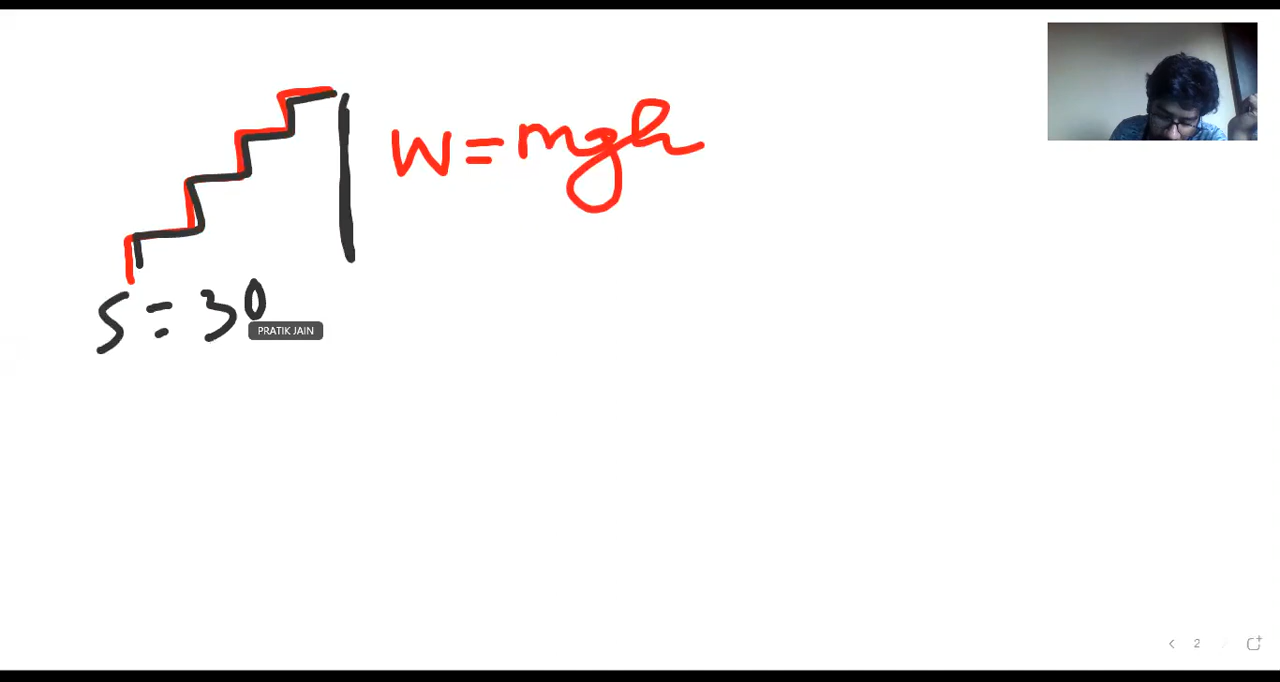 W = mgh
S = 30
PRATIK JAIN
2